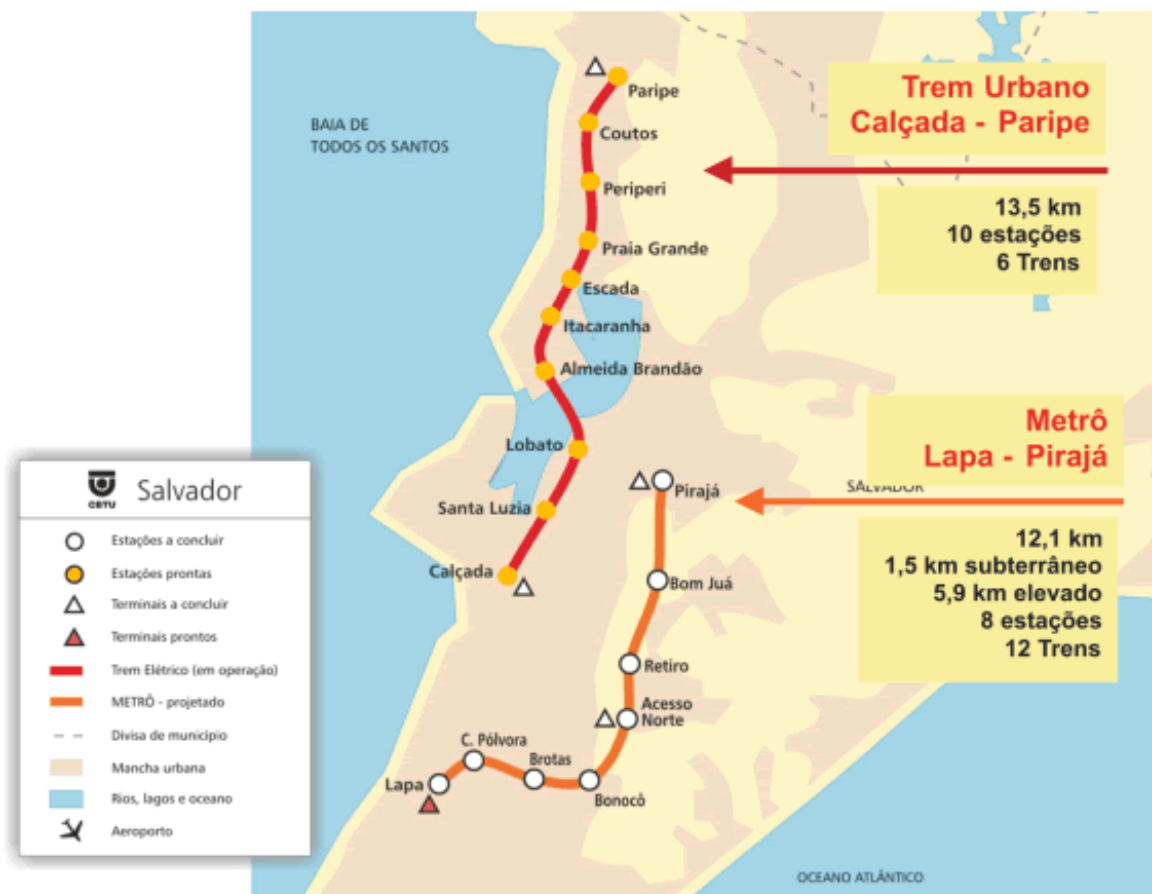 BAIA DE
TODOS OS SANTOS
Paripe
Coutos
Periperi
Praia Grande
Escada
Itacaranha
Almeida Brandão
Lobato
Santa Luzia
Calçada
Trem Urbano
Calçada - Paripe
13,5 km
10 estações
6 Trens
Metrô
Lapa - Pirajá
SALVADOR
12,1 km
1,5 km subterrâneo
5,9 km elevado
8 estações
12 Trens
Pirajá
Bom Juá
Retiro
Acesso
Norte
C. Pólvora
Brotas
Lapa
Bonocô
OCEANO ATLÂNTICO
CBTU
Salvador
Estações a concluir
Estações prontas
Terminais a concluir
Terminais prontos
Trem Elétrico (em operação)
METRÔ - projetado
Divisa de município
Mancha urbana
Rios, lagos e oceano
Aeroporto